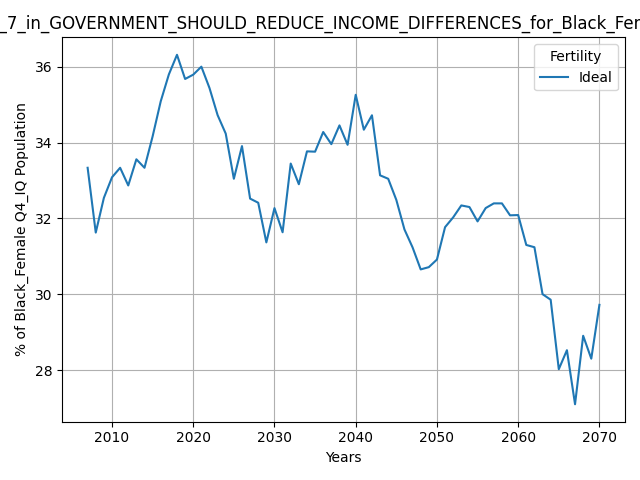 _7_in_GOVERNMENT_SHOULD_REDUCE_INCOME_DIFFERENCES_for_Black_Fer
Fertility
Ideal
% of Black_Female Q4_IQ Population
36
34
32
30
28
2010 2020 2030 2040 2050 2060 2070
Years